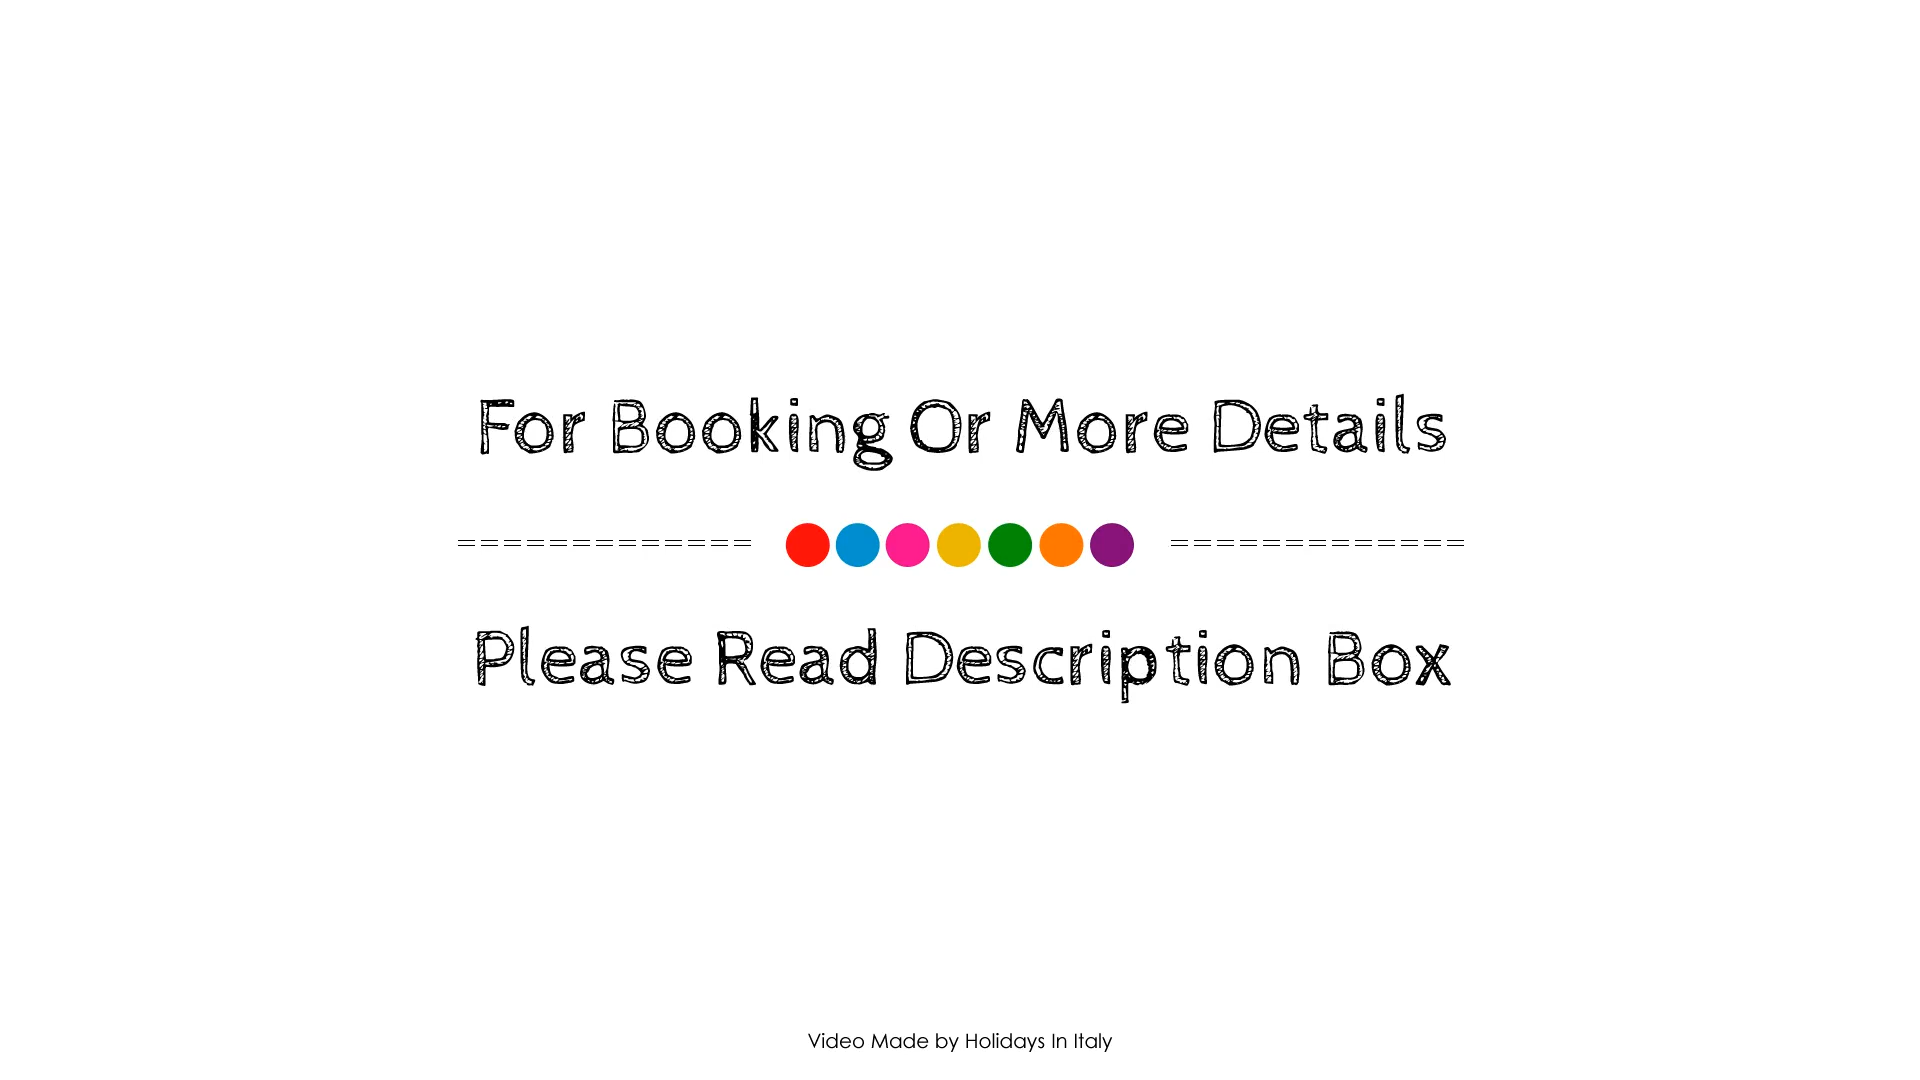 For Booking Or More Details
============= =============
Please Read Description Box
Video Made by Holidays In Italy